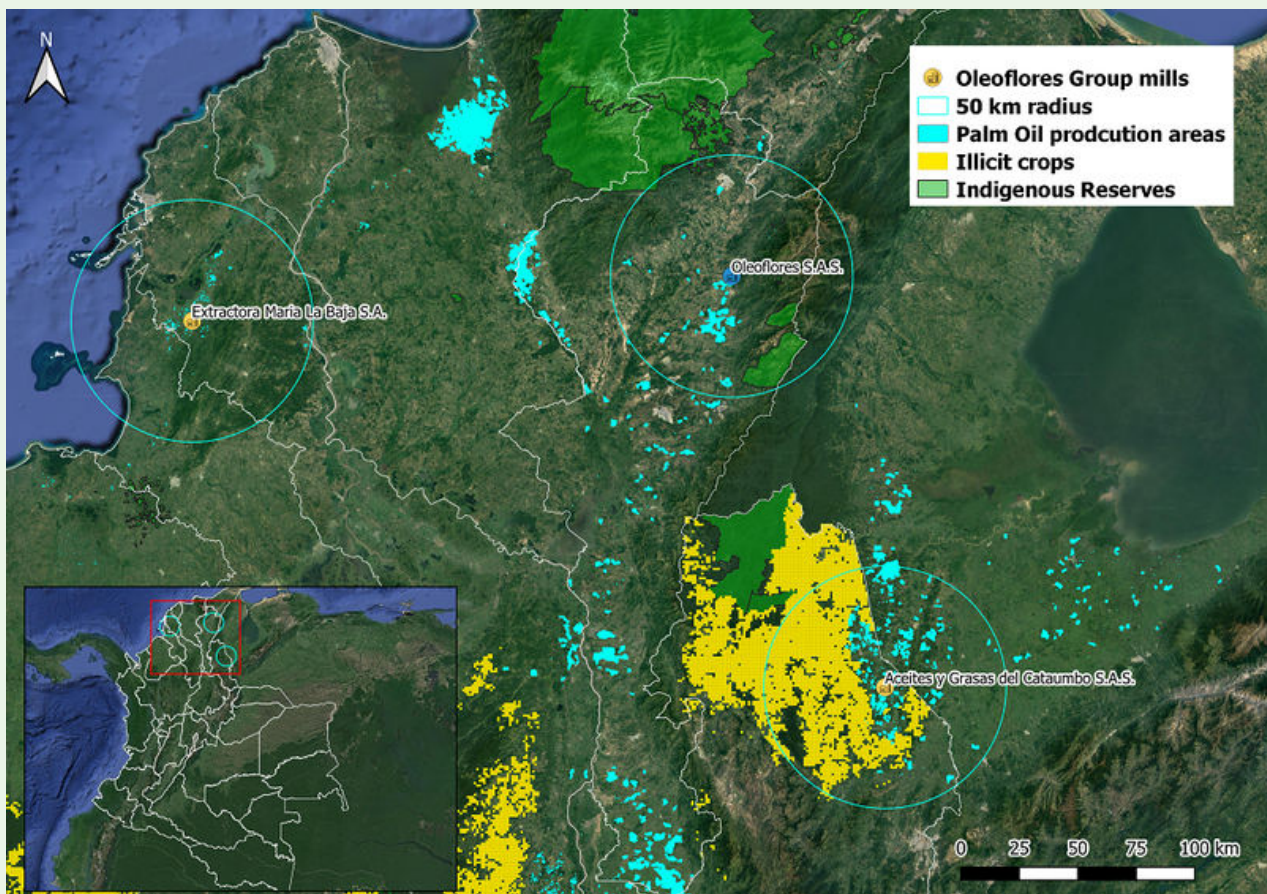 N
Oleoflores Group mills
50 km radius
Palm Oil prodcution areas
Illicit crops
Indigenous Reserves
Oleoflores S.A.S.
Extractora Maria La Baja S.A.
Aceites y Grasas del Cataumbo S.A.S.
0 25 50 75 100 km